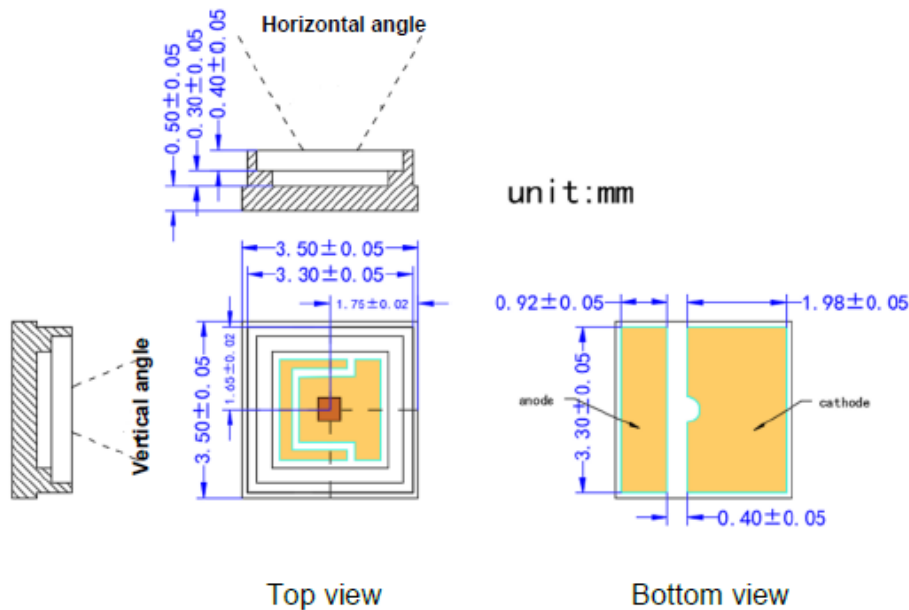 Horizontal angle
0.50±0.05
0.30±0.05
0.40±0.05
unit:mm
3.50±0.05
3.30±0.05
1.75±0.02
0.92±0.05
1.98±0.05
Vertical angle
3.50±0.05
1.65±0.02
3.30±0.05
anode
cathode
0.40±0.05
Top view
Bottom view